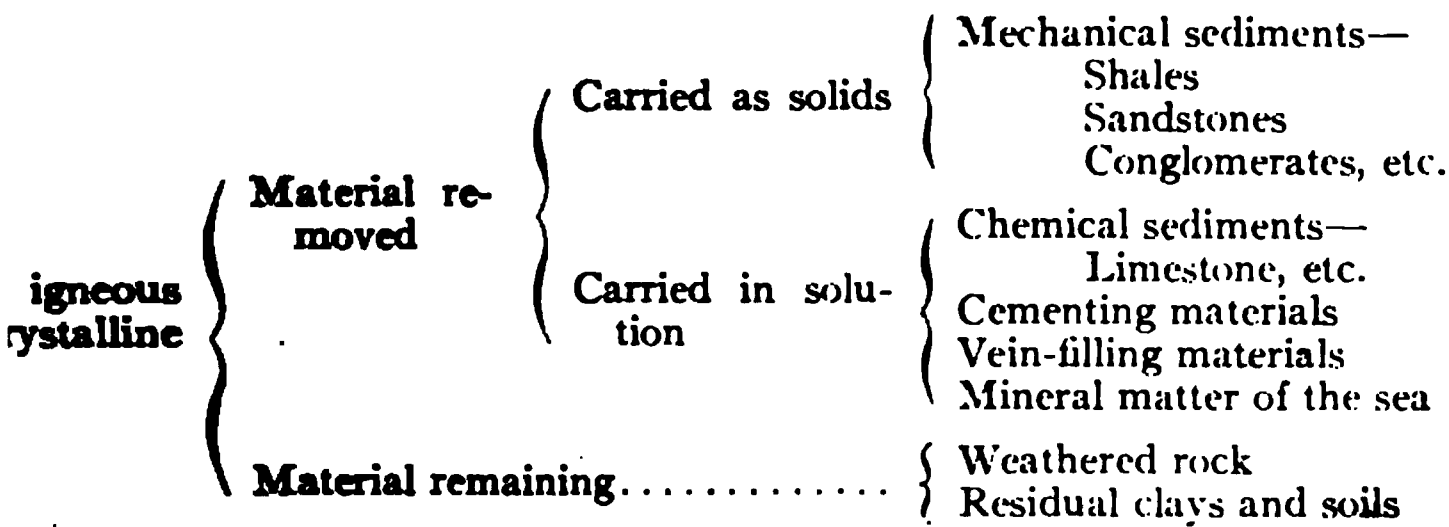 Mechanical sediments—
Shales
Carried as solids
Sandstones
Conglomerates, etc.
Material re-
moved
Chemical sediments—
Limestone, etc.
igneous
Carried in solu-
tion
Cementing materials
rystalline
Vein-filling materials
Mineral matter of the sea
Material remaining.............
Weathered rock
Residual clays and soils